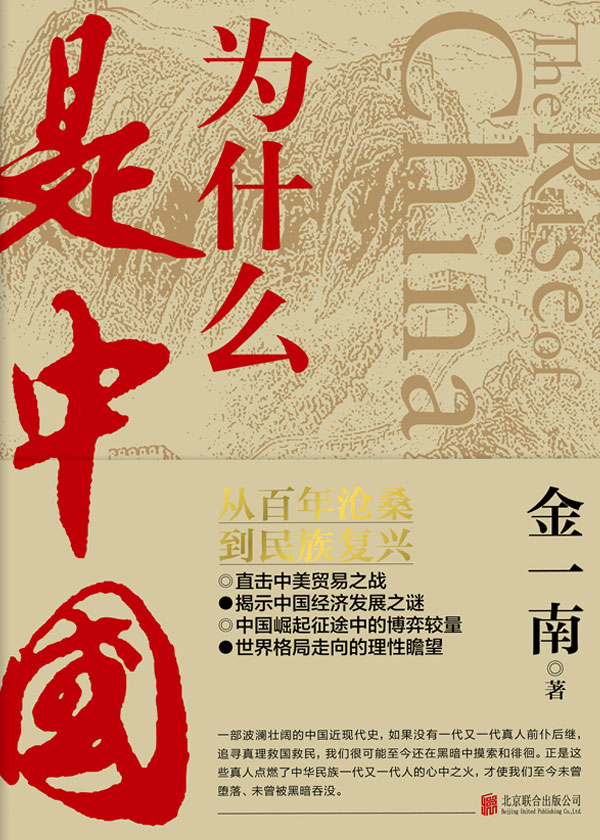 为什么
是中國
The Rise of
China
从百年沧桑
到民族复兴
◎直击中美贸易之战
●揭示中国经济发展之谜
◎中国崛起征途中的博弈较量
●世界格局走向的理性瞻望
金一南◎著
一部波澜壮阔的中国近现代史，如果没有一代又一代真人前仆后继，
追寻真理救国救民，我们很可能至今还在黑暗中摸索和徘徊。正是这
些真人点燃了中华民族一代又一代人的心中之火，才使我们至今未曾
堕落、未曾被黑暗吞没。
北京联合出版公司
Beijing United Publishing Co.,Ltd.